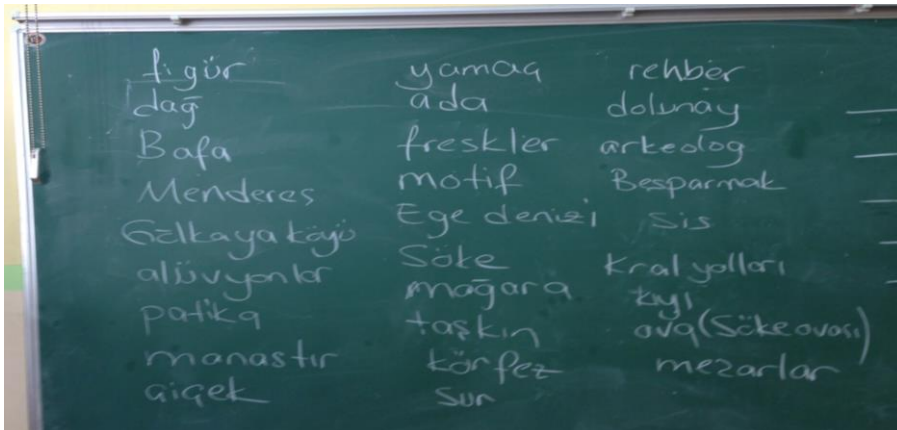 figür
dağ
Bafa
Menderes
Gölkaya köyü
alüvyonlar
patika
manastır
çiçek
yamaç
ada
freskler
motif
Ege denizi
Söke
mağara
taşkın
körfez
sur
rehber
dolunay
arkeolog
Beşparmak
sis
Kral yolları
kıyı
ova (Söke ovası)
mezarlar